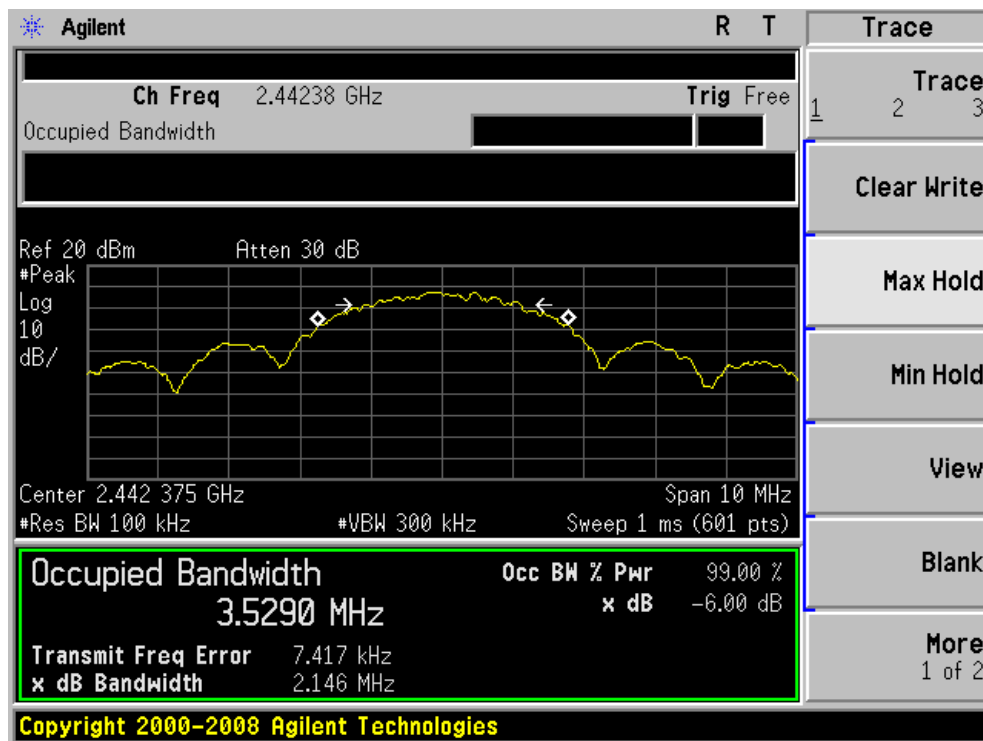 Agilent R T
Ch Freq 2.44238 GHz Trig Free
Occupied Bandwidth
Ref 20 dBm Atten 30 dB
#Peak
Log
10
dB/
Center 2.442 375 GHz Span 10 MHz
#Res BW 100 kHz #VBW 300 kHz Sweep 1 ms (601 pts)
Occupied Bandwidth Occ BW % Pwr 99.00 %
3.5290 MHz x dB -6.00 dB
Transmit Freq Error 7.417 kHz
x dB Bandwidth 2.146 MHz
Copyright 2000-2008 Agilent Technologies
Trace
Trace
1 2 3
Clear Write
Max Hold
Min Hold
View
Blank
More
1 of 2